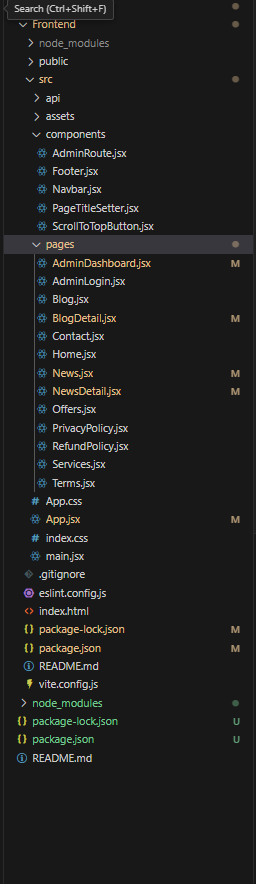 Search (Ctrl+Shift+F)
Frontend
node_modules
public
src
api
assets
components
AdminRoute.jsx
Footer.jsx
Navbar.jsx
PageTitleSetter.jsx
ScrollToTopButton.jsx
pages
AdminDashboard.jsx M
AdminLogin.jsx
Blog.jsx
BlogDetail.jsx M
Contact.jsx
Home.jsx
News.jsx M
NewsDetail.jsx M
Offers.jsx
PrivacyPolicy.jsx
RefundPolicy.jsx
Services.jsx
Terms.jsx
# App.css
App.jsx M
# index.css
main.jsx
.gitignore
eslint.config.js
<> index.html
{} package-lock.json M
{} package.json M
README.md
vite.config.js
node_modules
{} package-lock.json U
{} package.json U
README.md